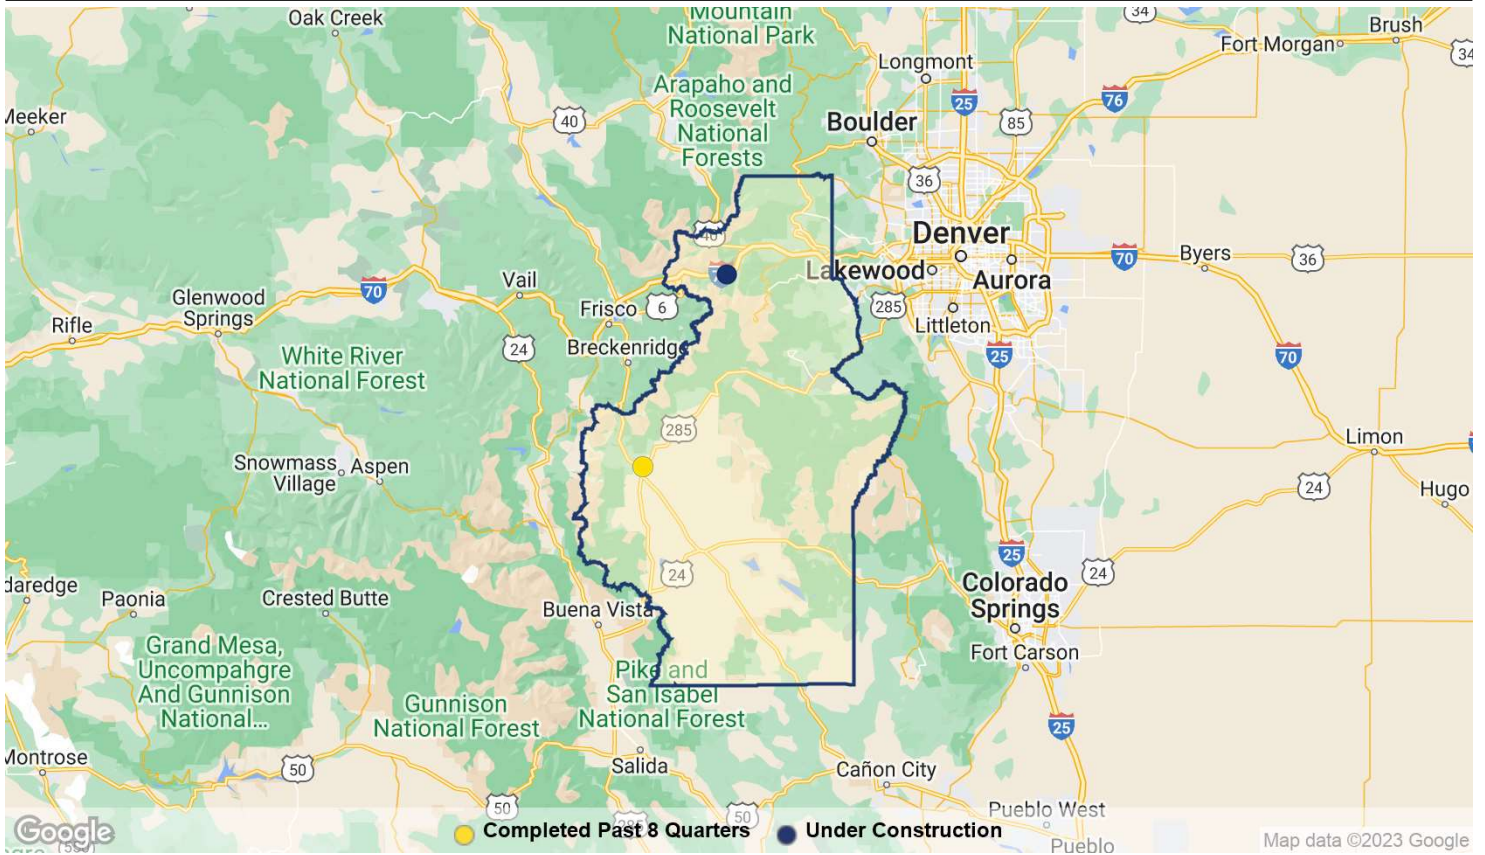 Oak Creek
Mountain
National Park
34
Brush
Fort Morgan
34
Longmont
Arapaho and
Roosevelt
National
Forests
25
76
Meeker
40
Boulder
85
36
40
Denver
Lakewood
Aurora
70
Byers
36
Vail
70
Glenwood
Springs
Frisco
6
285
Rifle
Littleton
24
Breckenridge
25
70
White River
National Forest
285
Limon
Snowmass
Village
Aspen
24
Hugo
25
24
24
daredge
Paonia
Crested Butte
Buena Vista
Colorado
Springs
Fort Carson
Grand Mesa,
Uncompahgre
And Gunnison
National...
Pike and
San Isabel
National Forest
Gunnison
National Forest
25
Montrose
50
Salida
Cañon City
50
50
285
Pueblo West
Pueblo
Google
550
Completed Past 8 Quarters
Under Construction
Map data ©2023 Google